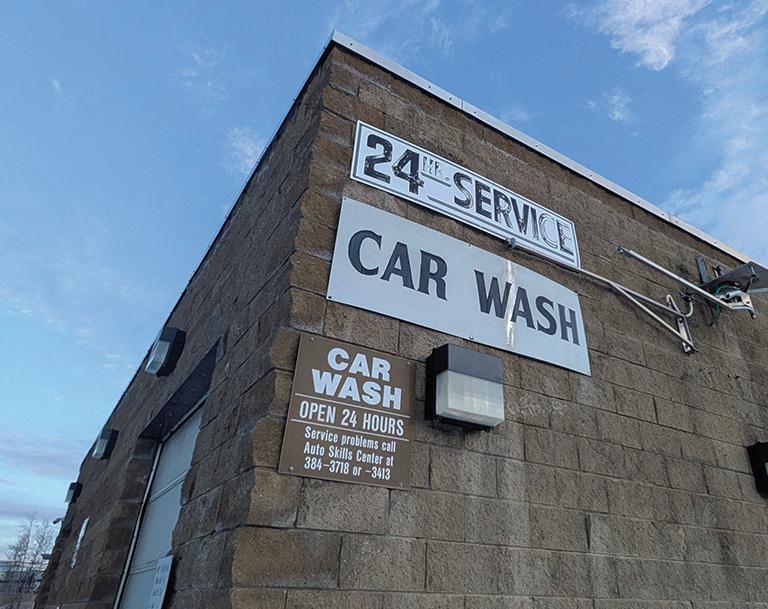 24 HR. SERVICE
CAR WASH
CAR
WASH
OPEN 24 HOURS
Service problems call
Auto Skills Center at
384-3718 or -3413